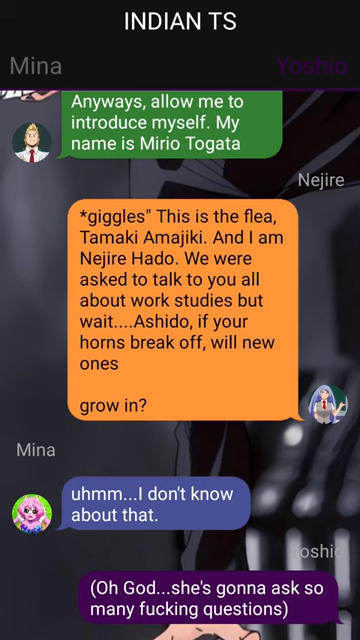 INDIAN TS
Mina
Yoshio
Anyways, allow me to
introduce myself. My
name is Mirio Togata
Nejire
*giggles" This is the flea,
Tamaki Amajiki. And I am
Nejire Hado. We were
asked to talk to you all
about work studies but
wait....Ashido, if your
horns break off, will new
ones
grow in?
Mina
uhmm...I don't know
about that.
Yoshio
(Oh God...she's gonna ask so
many fucking questions)